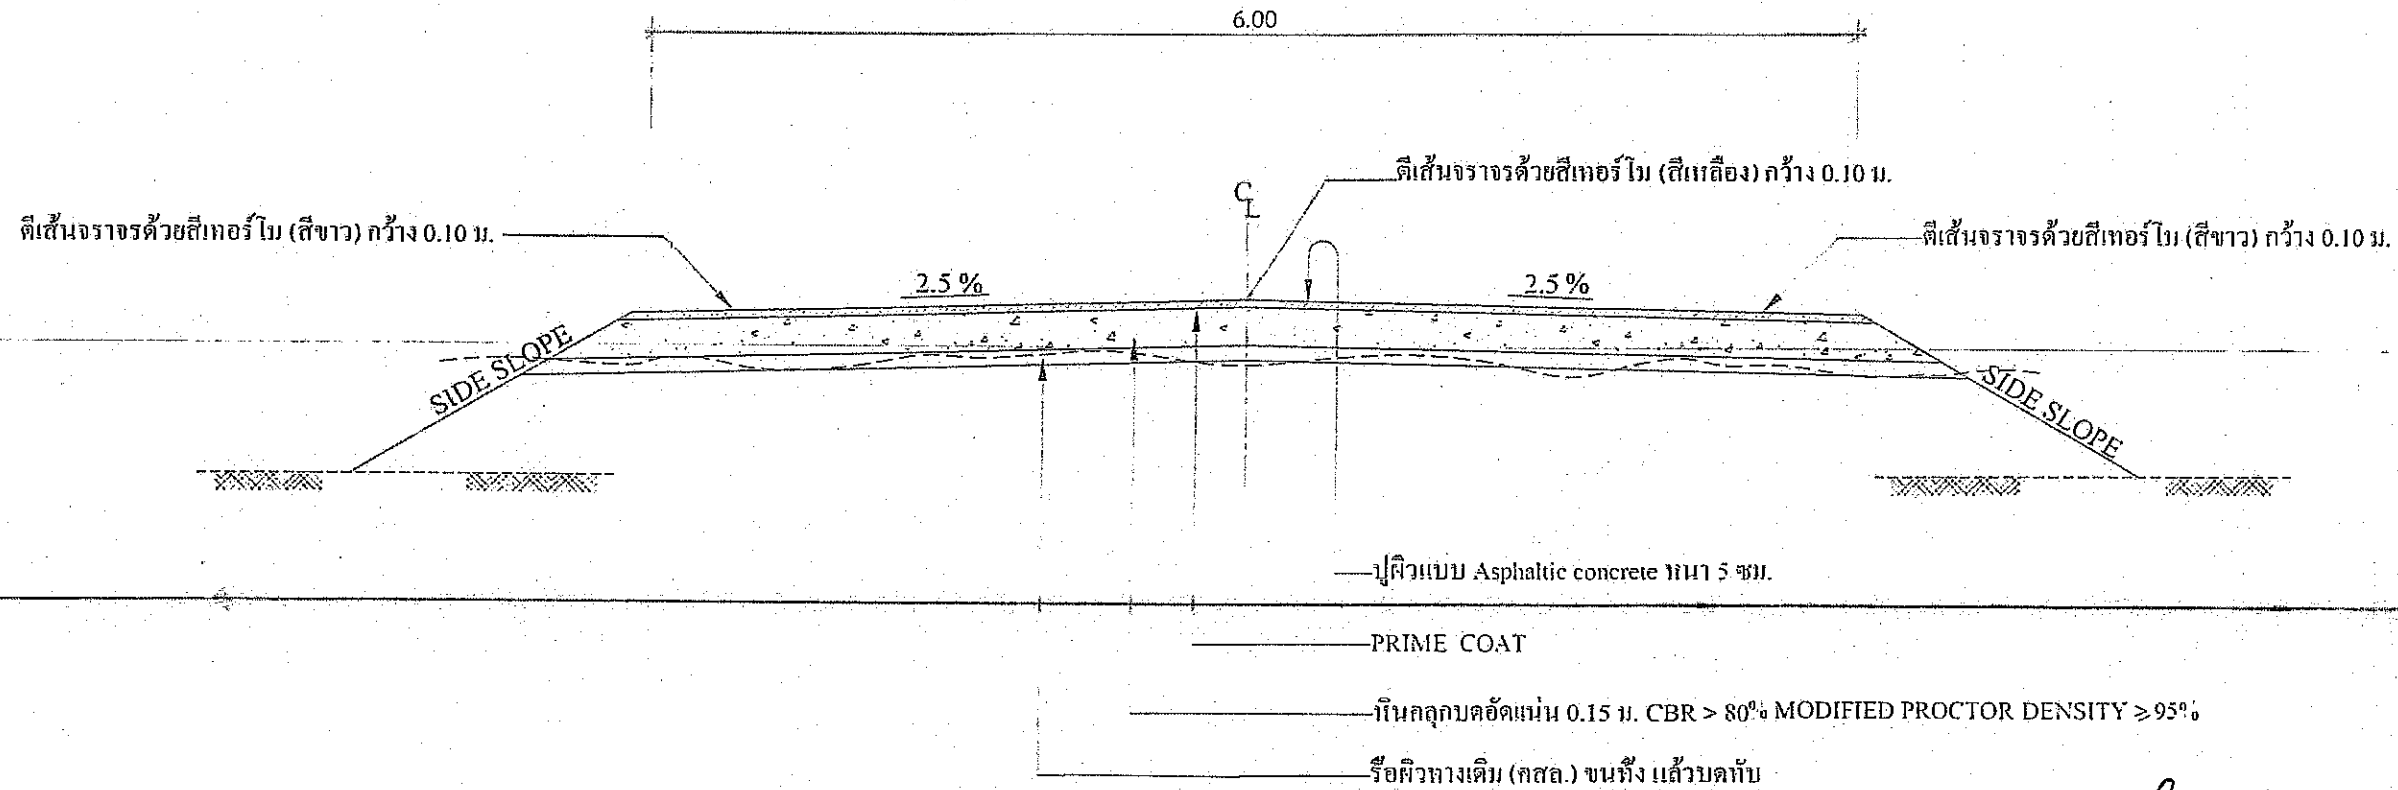 6.00
ตีเส้นจราจรด้วยสีเทอร์โม (สีเหลือง) กว้าง 0.10 ม.
CL
ตีเส้นจราจรด้วยสีเทอร์โม (สีขาว) กว้าง 0.10 ม.
ตีเส้นจราจรด้วยสีเทอร์โม (สีขาว) กว้าง 0.10 ม.
2.5 %
2.5 %
SIDE SLOPE
SIDE SLOPE
ปูผิวแบบ Asphaltic concrete หนา 5 ซม.
PRIME COAT
หินคลุกบดอัดแน่น 0.15 ม. CBR > 80% MODIFIED PROCTOR DENSITY ≥ 95%
รื้อผิวทางเดิม (คสล.) ขนทิ้ง แล้วบดทับ